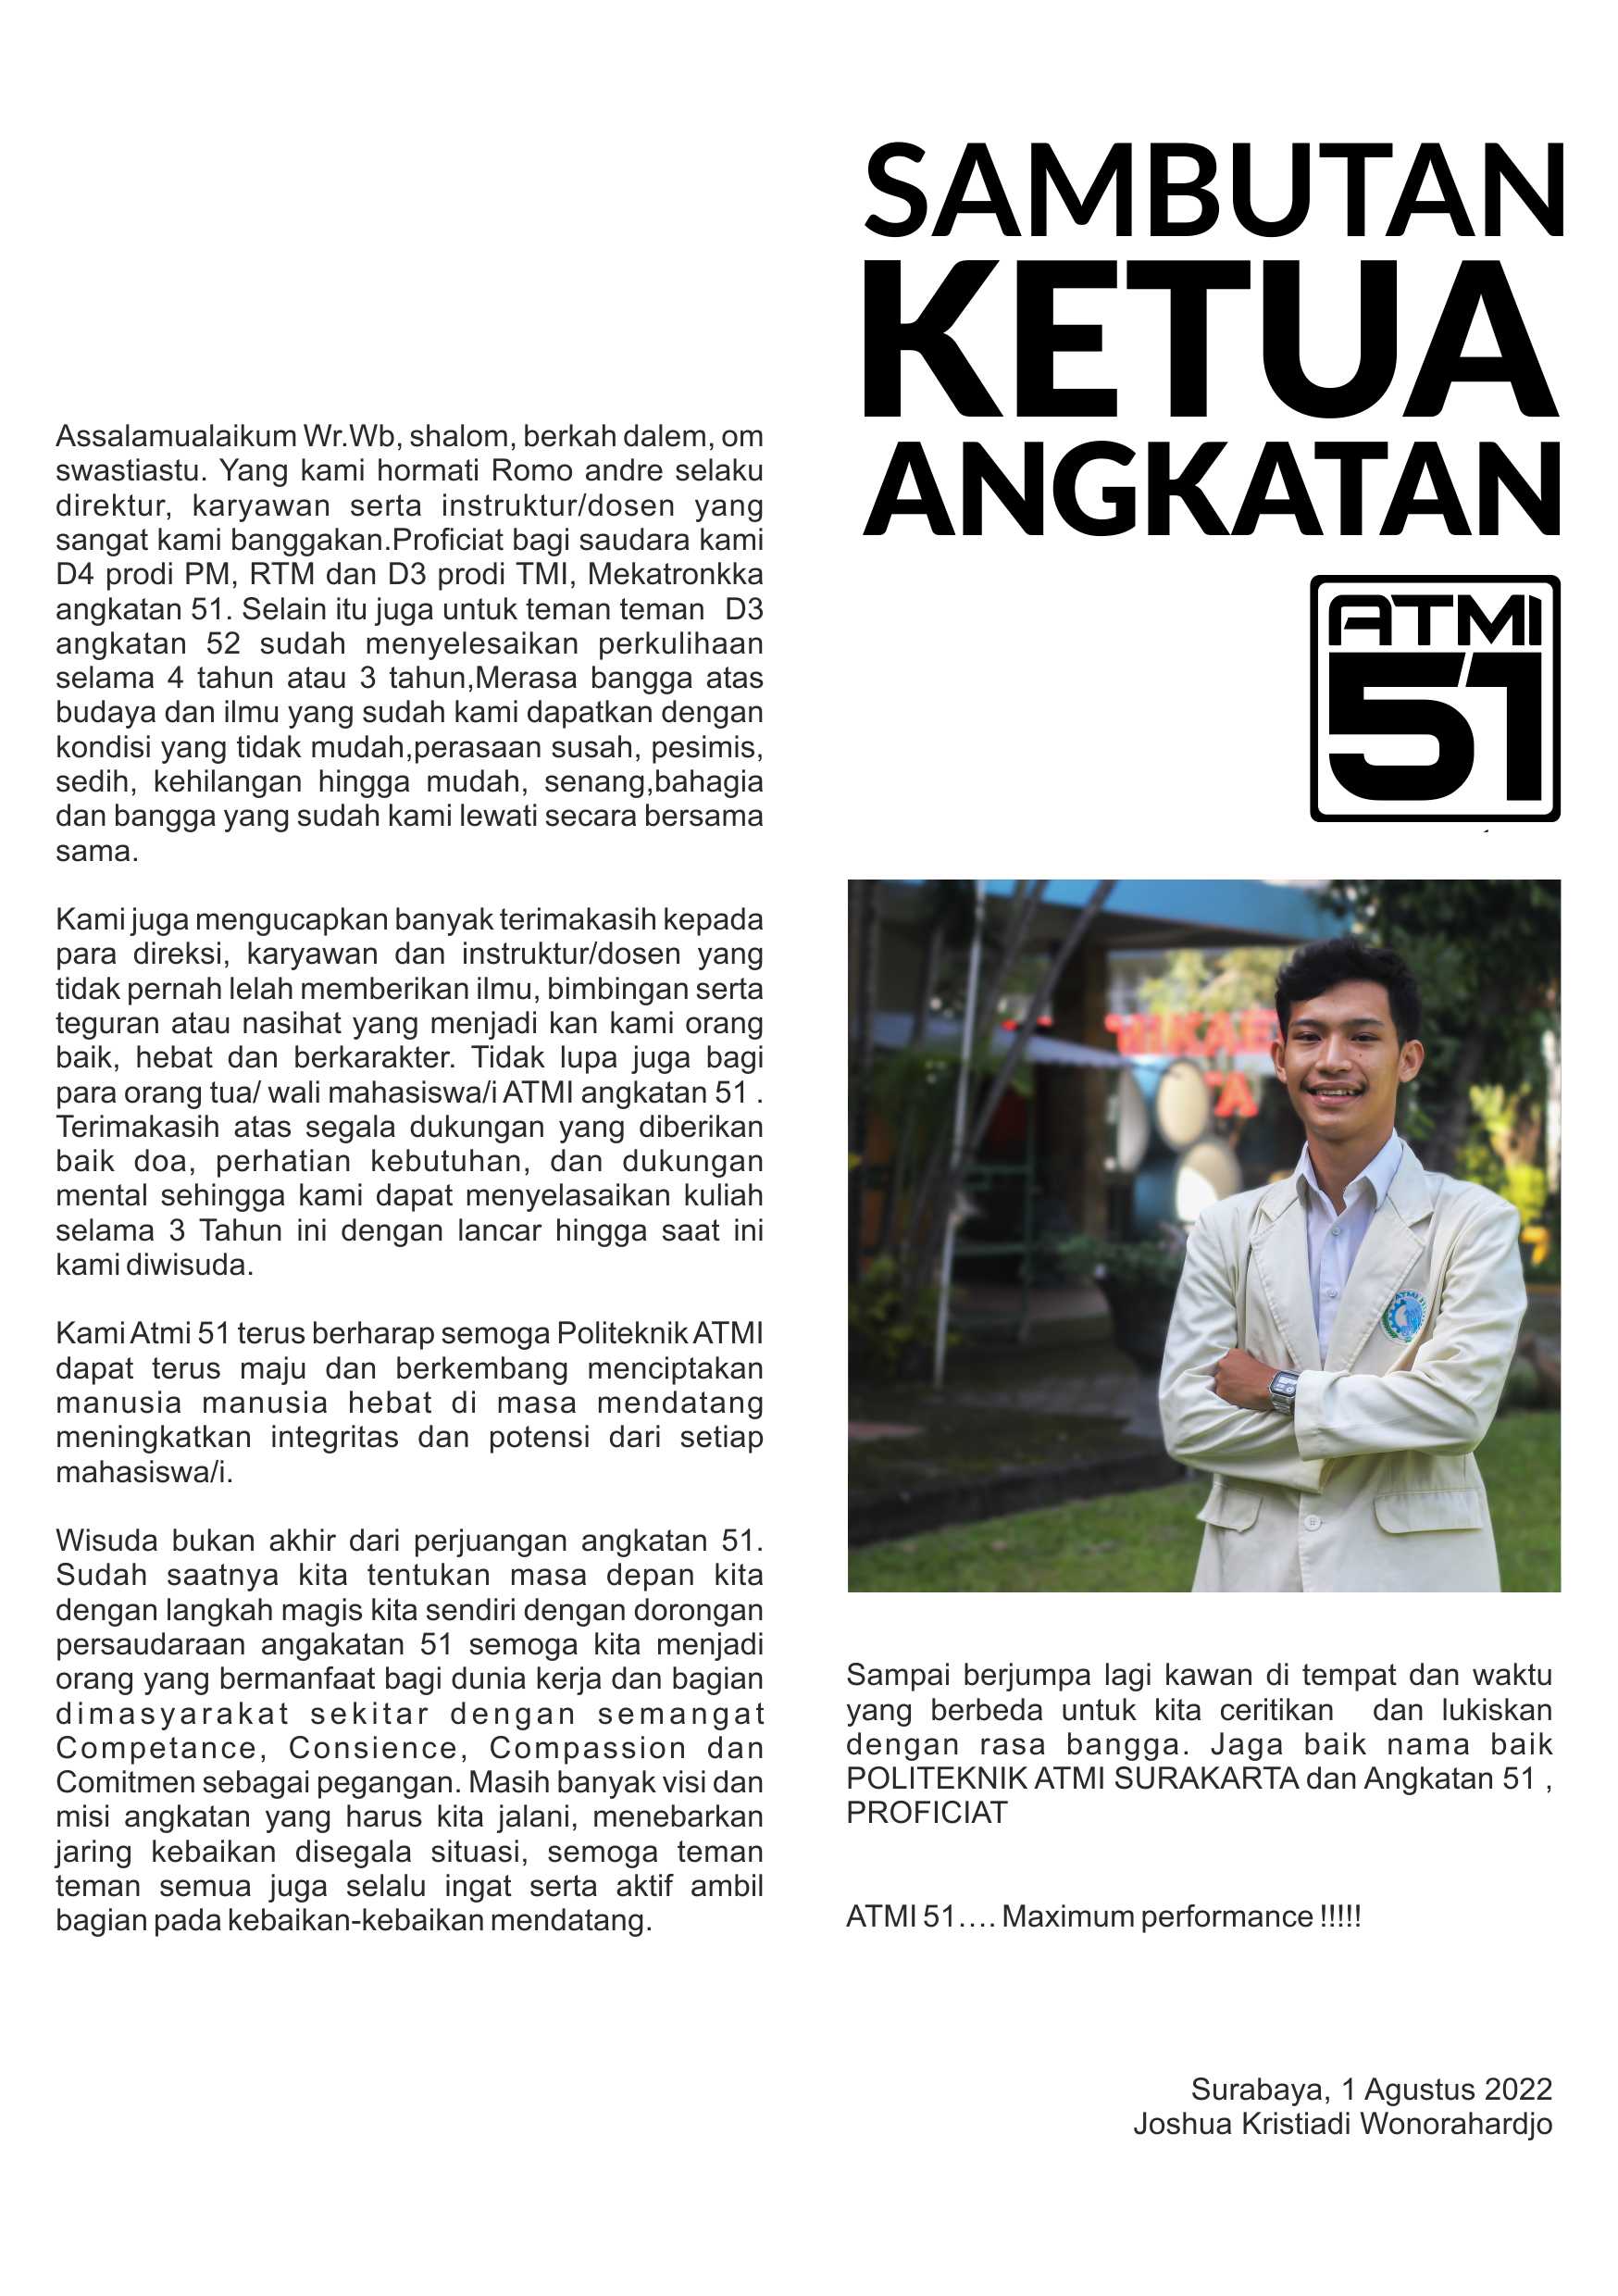 SAMBUTAN
KETUA
ANGKATAN
ATMI
51
Assalamualaikum Wr.Wb, shalom, berkah dalem, om
swastiastu. Yang kami hormati Romo andre selaku
direktur, karyawan serta instruktur/dosen yang
sangat kami banggakan.Proficiat bagi saudara kami
D4 prodi PM, RTM dan D3 prodi TMI, Mekatronkka
angkatan 51. Selain itu juga untuk teman teman D3
angkatan 52 sudah menyelesaikan perkulihaan
selama 4 tahun atau 3 tahun,Merasa bangga atas
budaya dan ilmu yang sudah kami dapatkan dengan
kondisi yang tidak mudah,perasaan susah, pesimis,
sedih, kehilangan hingga mudah, senang,bahagia
dan bangga yang sudah kami lewati secara bersama
sama.
Kami juga mengucapkan banyak terimakasih kepada
para direksi, karyawan dan instruktur/dosen yang
tidak pernah lelah memberikan ilmu, bimbingan serta
teguran atau nasihat yang menjadi kan kami orang
baik, hebat dan berkarakter. Tidak lupa juga bagi
para orang tua/ wali mahasiswa/i ATMI angkatan 51 .
Terimakasih atas segala dukungan yang diberikan
baik doa, perhatian kebutuhan, dan dukungan
mental sehingga kami dapat menyelasaikan kuliah
selama 3 Tahun ini dengan lancar hingga saat ini
kami diwisuda.
Kami Atmi 51 terus berharap semoga Politeknik ATMI
dapat terus maju dan berkembang menciptakan
manusia manusia hebat di masa mendatang
meningkatkan integritas dan potensi dari setiap
mahasiswa/i.
Wisuda bukan akhir dari perjuangan angkatan 51.
Sudah saatnya kita tentukan masa depan kita
dengan langkah magis kita sendiri dengan dorongan
persaudaraan angakatan 51 semoga kita menjadi
orang yang bermanfaat bagi dunia kerja dan bagian
dimasyarakat sekitar dengan semangat
Competance, Consience, Compassion dan
Comitmen sebagai pegangan. Masih banyak visi dan
misi angkatan yang harus kita jalani, menebarkan
jaring kebaikan disegala situasi, semoga teman
teman semua juga selalu ingat serta aktif ambil
bagian pada kebaikan-kebaikan mendatang.
Sampai berjumpa lagi kawan di tempat dan waktu
yang berbeda untuk kita ceritikan dan lukiskan
dengan rasa bangga. Jaga baik nama baik
POLITEKNIK ATMI SURAKARTA dan Angkatan 51 ,
PROFICIAT
ATMI 51.... Maximum performance !!!!!
Surabaya, 1 Agustus 2022
Joshua Kristiadi Wonorahardjo